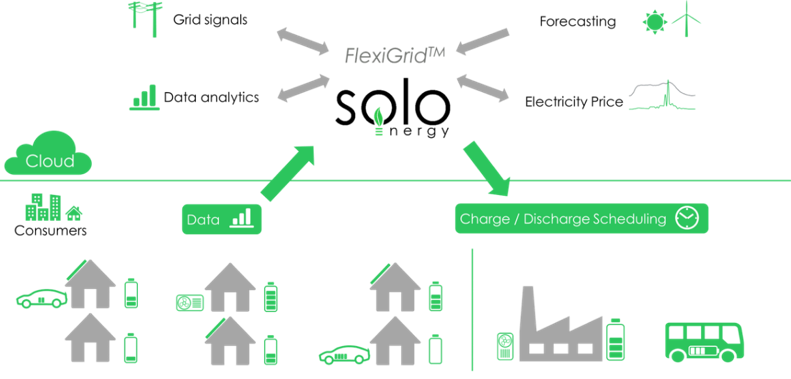 Grid signals
Forecasting
FlexiGrid™
Data analytics
Electricity Price
solo
energy
Cloud
Consumers
Data
Charge / Discharge Scheduling